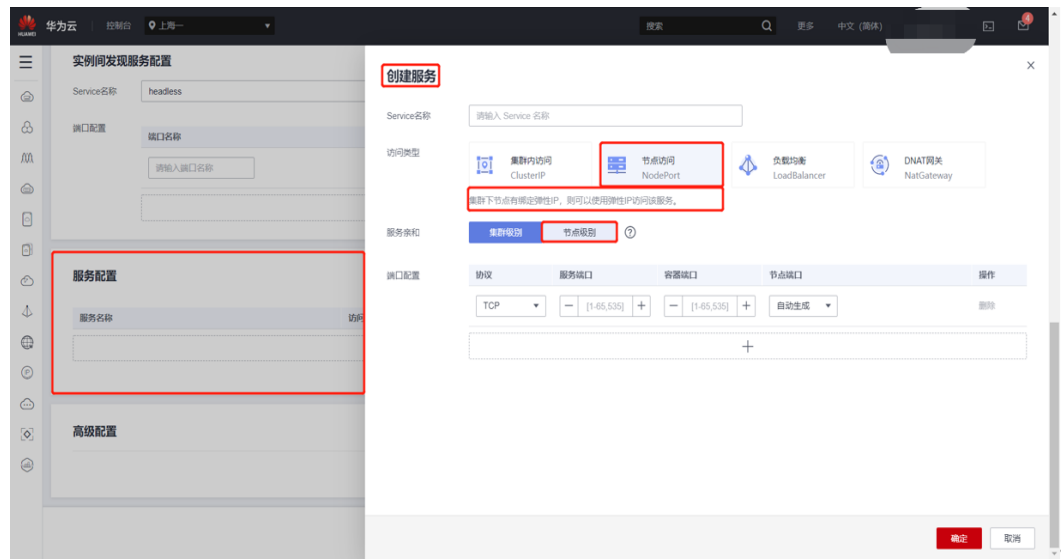 HUAWEI 华为云 控制台 上海一 搜索 更多 中文 (简体) 4
实例间发现服务配置
Service名称 headless
端口配置
端口名称
请输入端口名称
服务配置
服务名称 访问
高级配置
创建服务
Service名称 请输入 Service 名称
访问类型
集群内访问
ClusterIP
节点访问
NodePort
负载均衡
LoadBalancer
DNAT网关
NatGateway
集群下节点有绑定弹性IP，则可以使用弹性IP访问该服务。
服务亲和 集群级别 节点级别
端口配置 协议 服务端口 容器端口 节点端口 操作
TCP [1-65,535] [1-65,535] 自动生成 删除
确定 取消